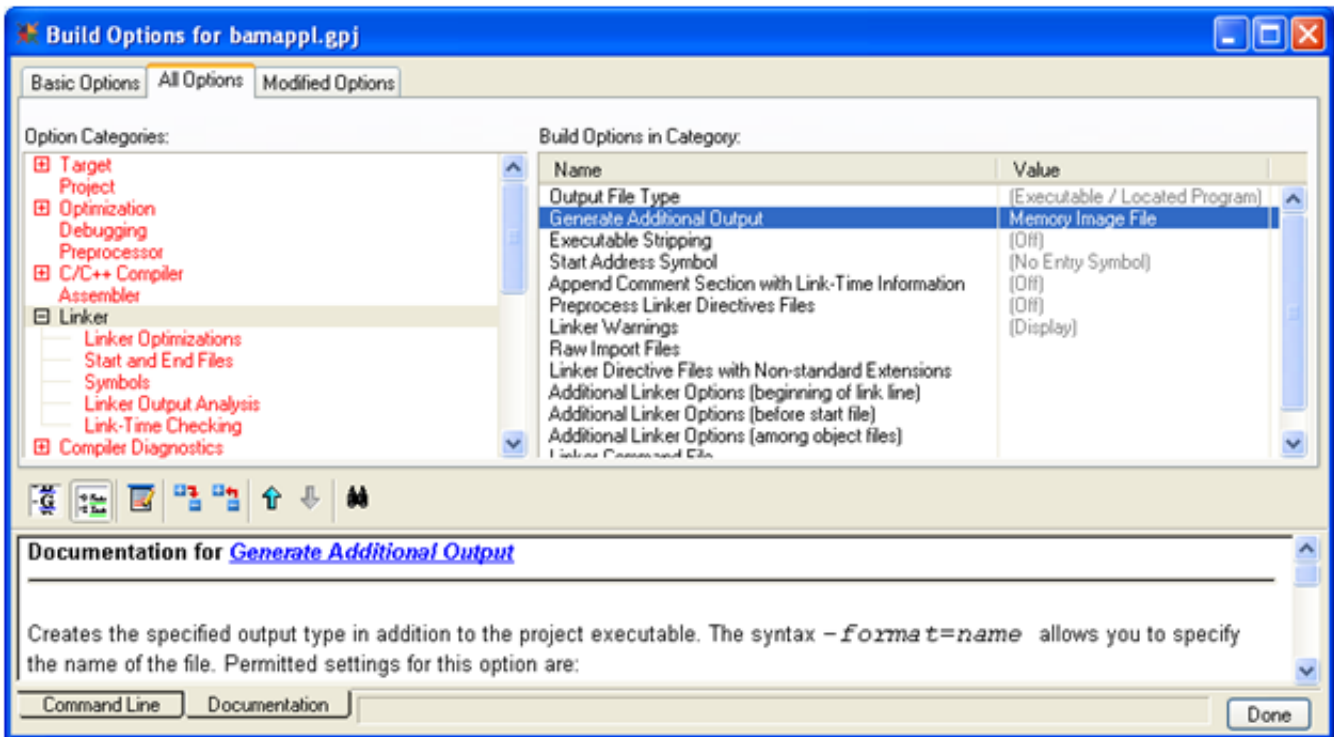 Build Options for bamappl.gpj
Basic Options All Options Modified Options
Option Categories:
Target
Project
Optimization
Debugging
Preprocessor
C/C++ Compiler
Assembler
Linker
Linker Optimizations
Start and End Files
Symbols
Linker Output Analysis
Link-Time Checking
Compiler Diagnostics
Build Options in Category:
Name Value
Output File Type (Executable / Located Program)
Generate Additional Output Memory Image File
Executable Stripping (Off)
Start Address Symbol (No Entry Symbol)
Append Comment Section with Link-Time Information (Off)
Preprocess Linker Directives Files (Off)
Linker Warnings (Display)
Raw Import Files
Linker Directive Files with Non-standard Extensions
Additional Linker Options (beginning of link line)
Additional Linker Options (before start file)
Additional Linker Options (among object files)
Linker Command File
Documentation for Generate Additional Output
Creates the specified output type in addition to the project executable. The syntax -format=name allows you to specify
the name of the file. Permitted settings for this option are:
Command Line Documentation
Done